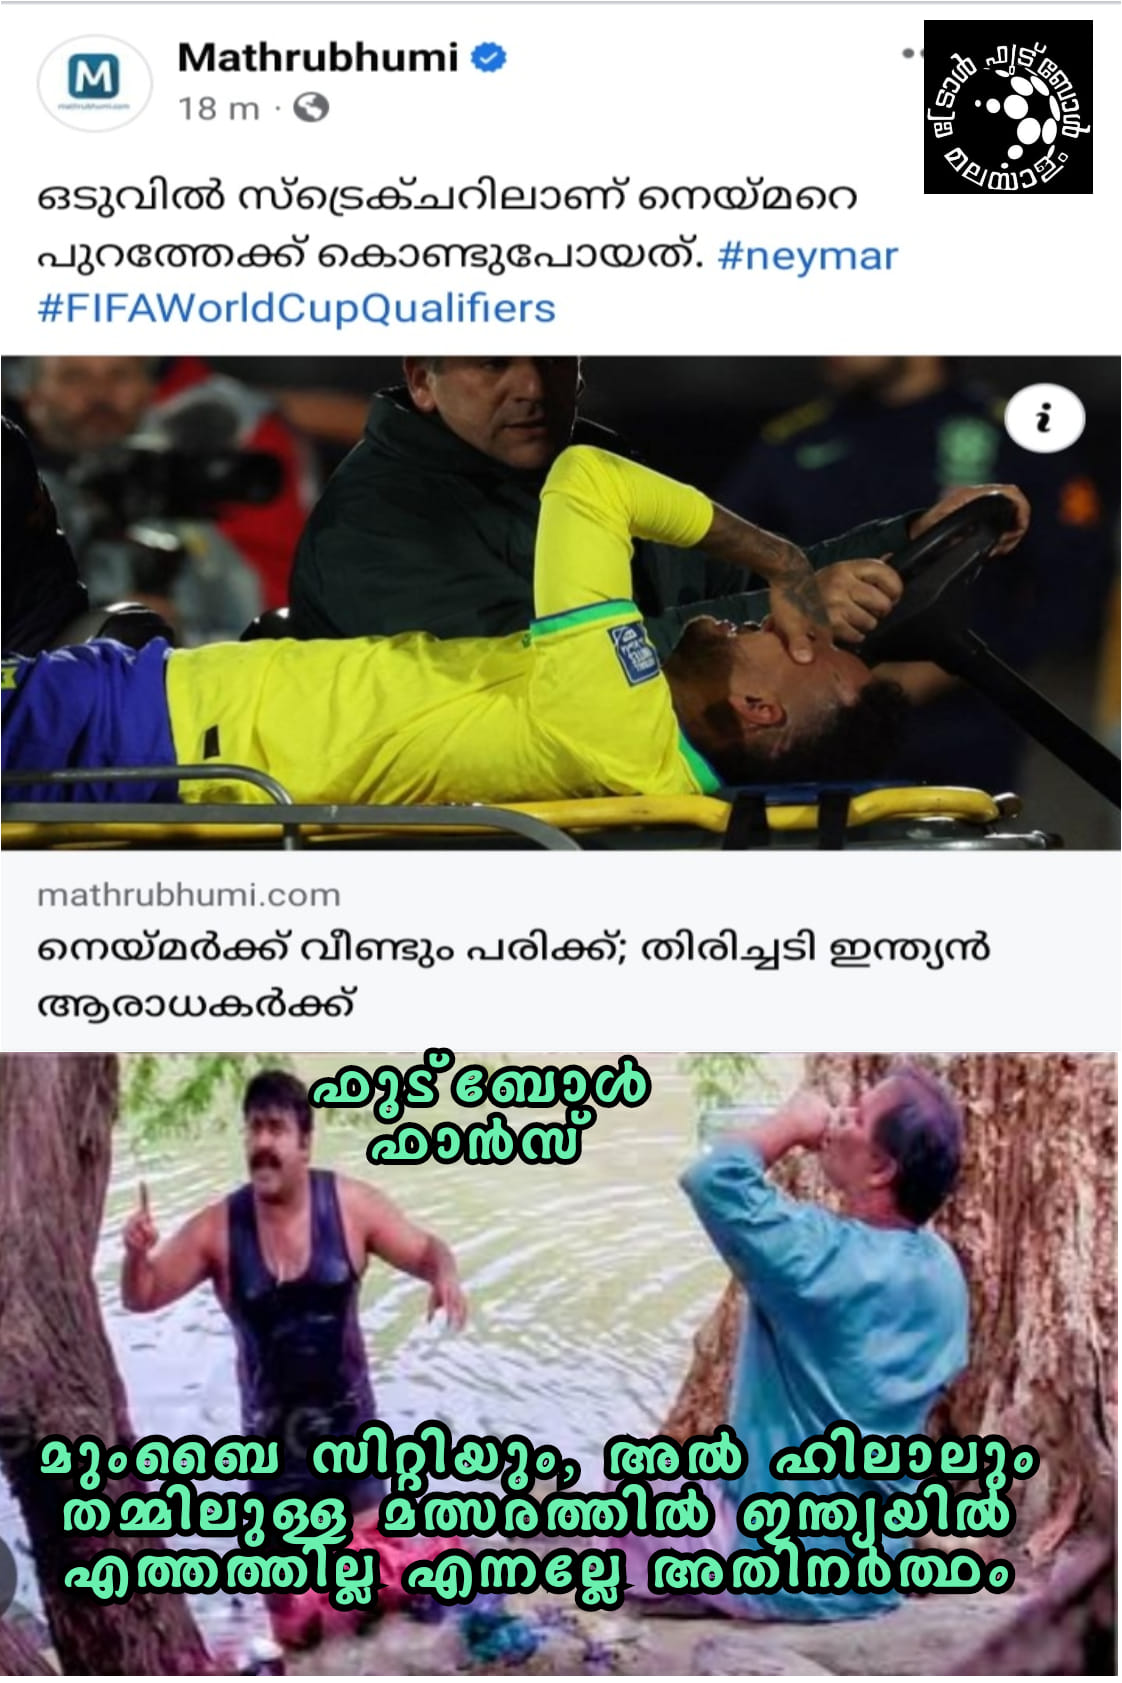 Mathrubhumi
18 m ·
ട്രോൾ ഫുട്ബോൾ
മലയാളം
ഒടുവിൽ സ്ട്രെക്ചറിലാണ് നെയ്മറെ
പുറത്തേക്ക് കൊണ്ടുപോയത്. #neymar
#FIFAWorldCupQualifiers
mathrubhumi.com
നെയ്മർക്ക് വീണ്ടും പരിക്ക്; തിരിച്ചടി ഇന്ത്യൻ
ആരാധകർക്ക്
ഫുട്ബോൾ
ഫാൻസ്
മുംബൈ സിറ്റിയും, അൽ ഹിലാലും
തമ്മിലുള്ള മത്സരത്തിൽ ഇന്ത്യയിൽ
എത്തത്തില്ല എന്നല്ലേ അതിനർത്ഥം